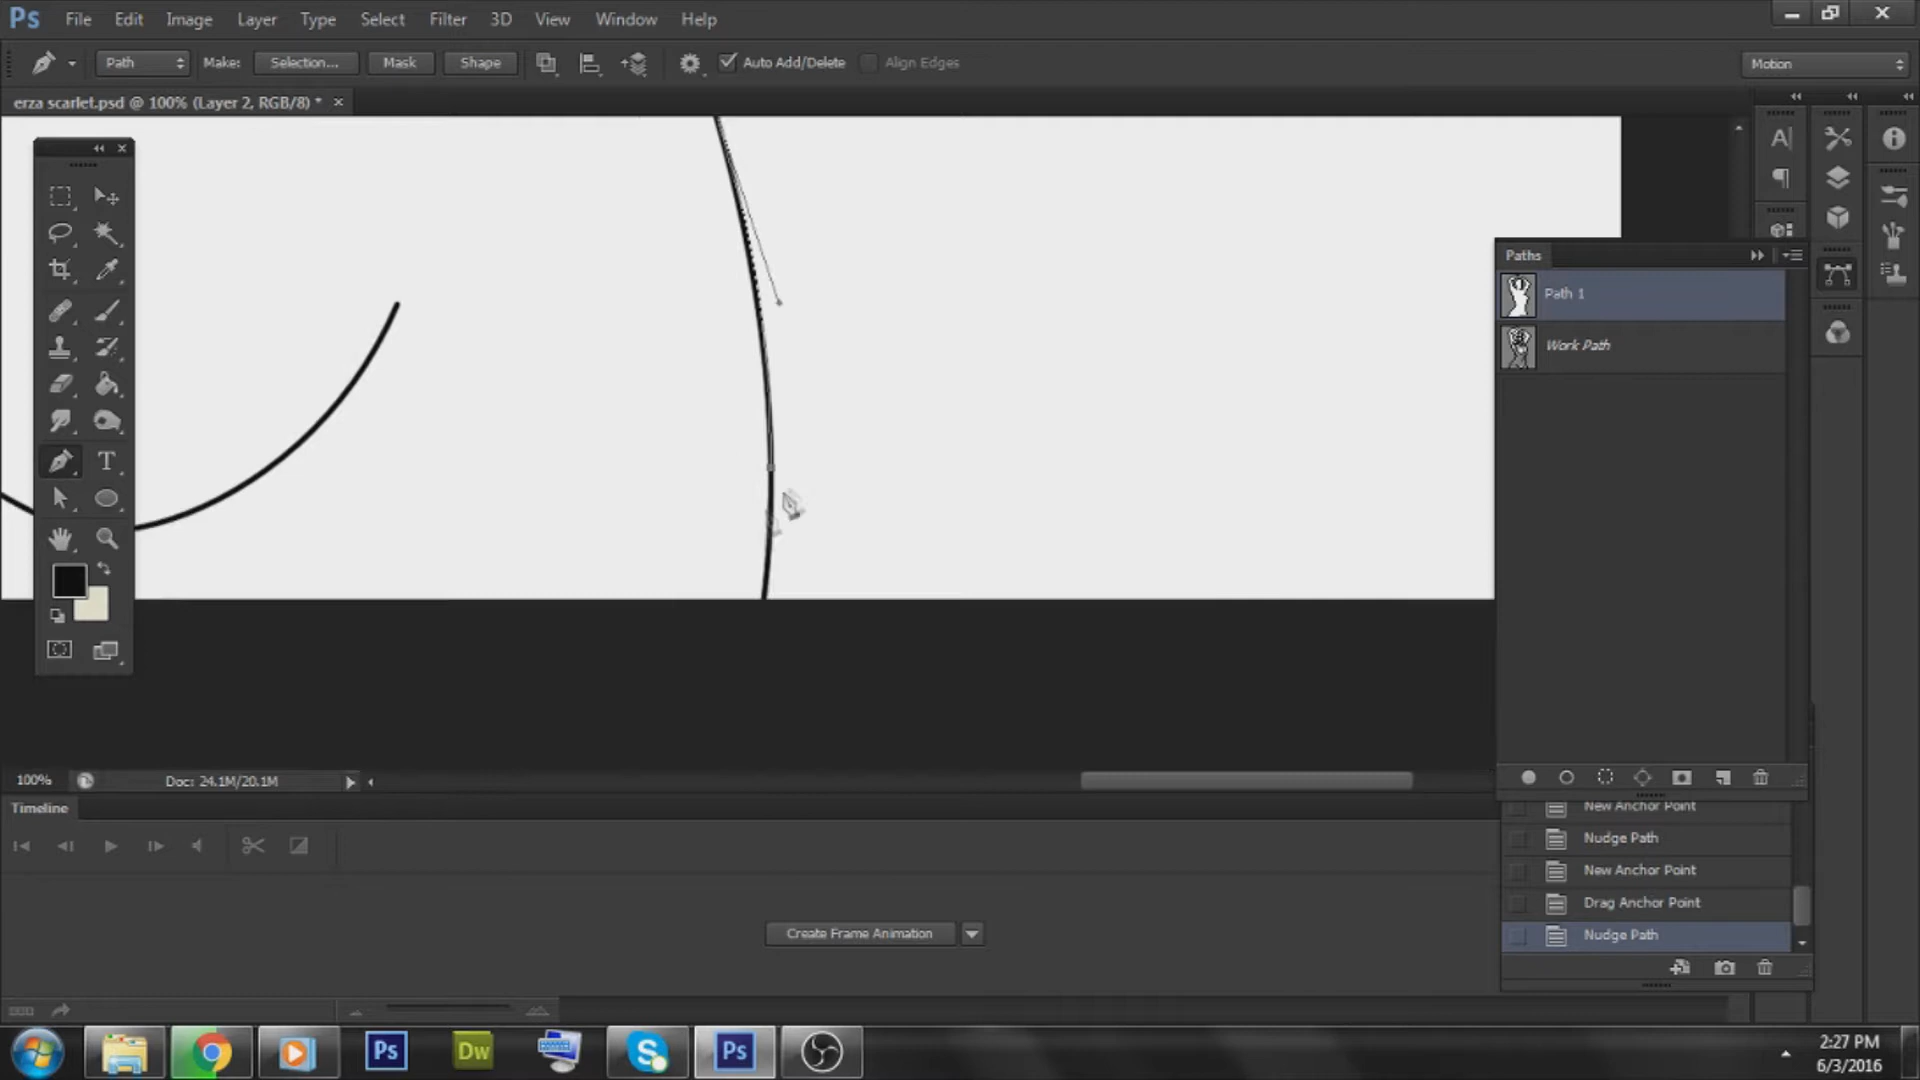 Ps File Edit Image Layer Type Select Filter 3D View Window Help
Path Make: Selection... Mask Shape Auto Add/Delete Align Edges Motion
erza scarlet.psd @ 100% (Layer 2, RGB/8) * ×
Paths
Path 1
Work Path
T
100% Doc: 24.1M/20.1M
New Anchor Point
Timeline
Nudge Path
New Anchor Point
Drag Anchor Point
Create Frame Animation
Nudge Path
Ps Dw S Ps
2:27 PM
6/3/2016